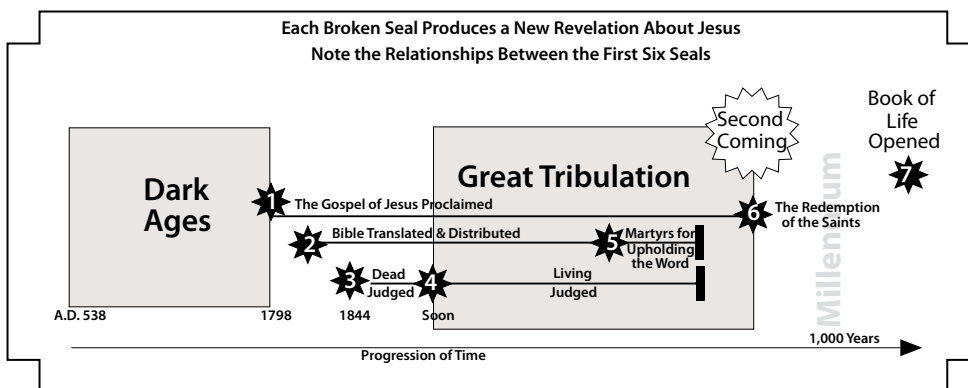 Each Broken Seal Produces a New Revelation About Jesus
Note the Relationships Between the First Six Seals
Second
Coming
Book of
Life
Opened
7
Dark
Ages
Great Tribulation
1
The Gospel of Jesus Proclaimed
6
The Redemption
of the Saints
2
Bible Translated & Distributed
5
Martyrs for
Upholding
the Word
3
Dead
Judged
4
Living
Judged
Millennium
A.D. 538
1798
1844
Soon
1,000 Years
Progression of Time